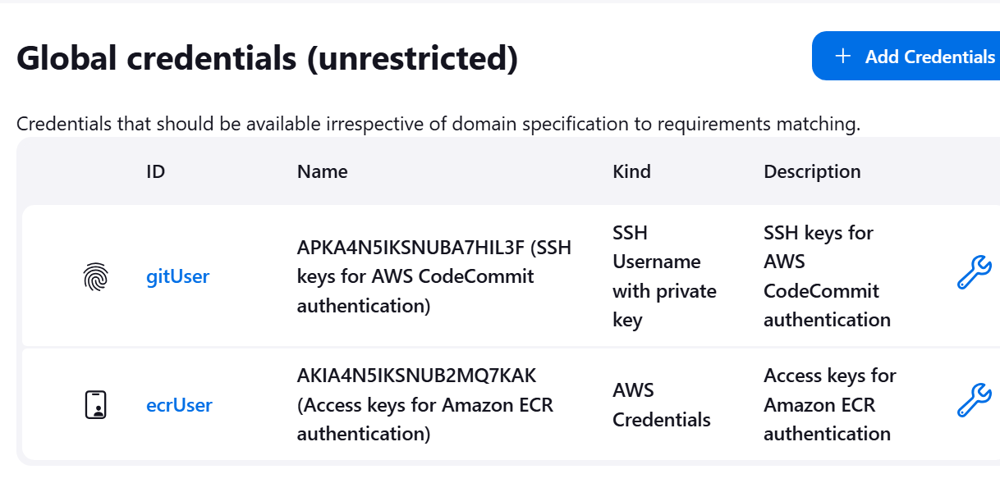 Global credentials (unrestricted)
+ Add Credentials
Credentials that should be available irrespective of domain specification to requirements matching.
ID Name Kind Description
gitUser
APKA4N5IKSNUBA7HIL3F (SSH
keys for AWS CodeCommit
authentication)
SSH
Username
with private
key
SSH keys for
AWS
CodeCommit
authentication
ecrUser
AKIA4N5IKSNUB2MQ7KAK
(Access keys for Amazon ECR
authentication)
AWS
Credentials
Access keys for
Amazon ECR
authentication